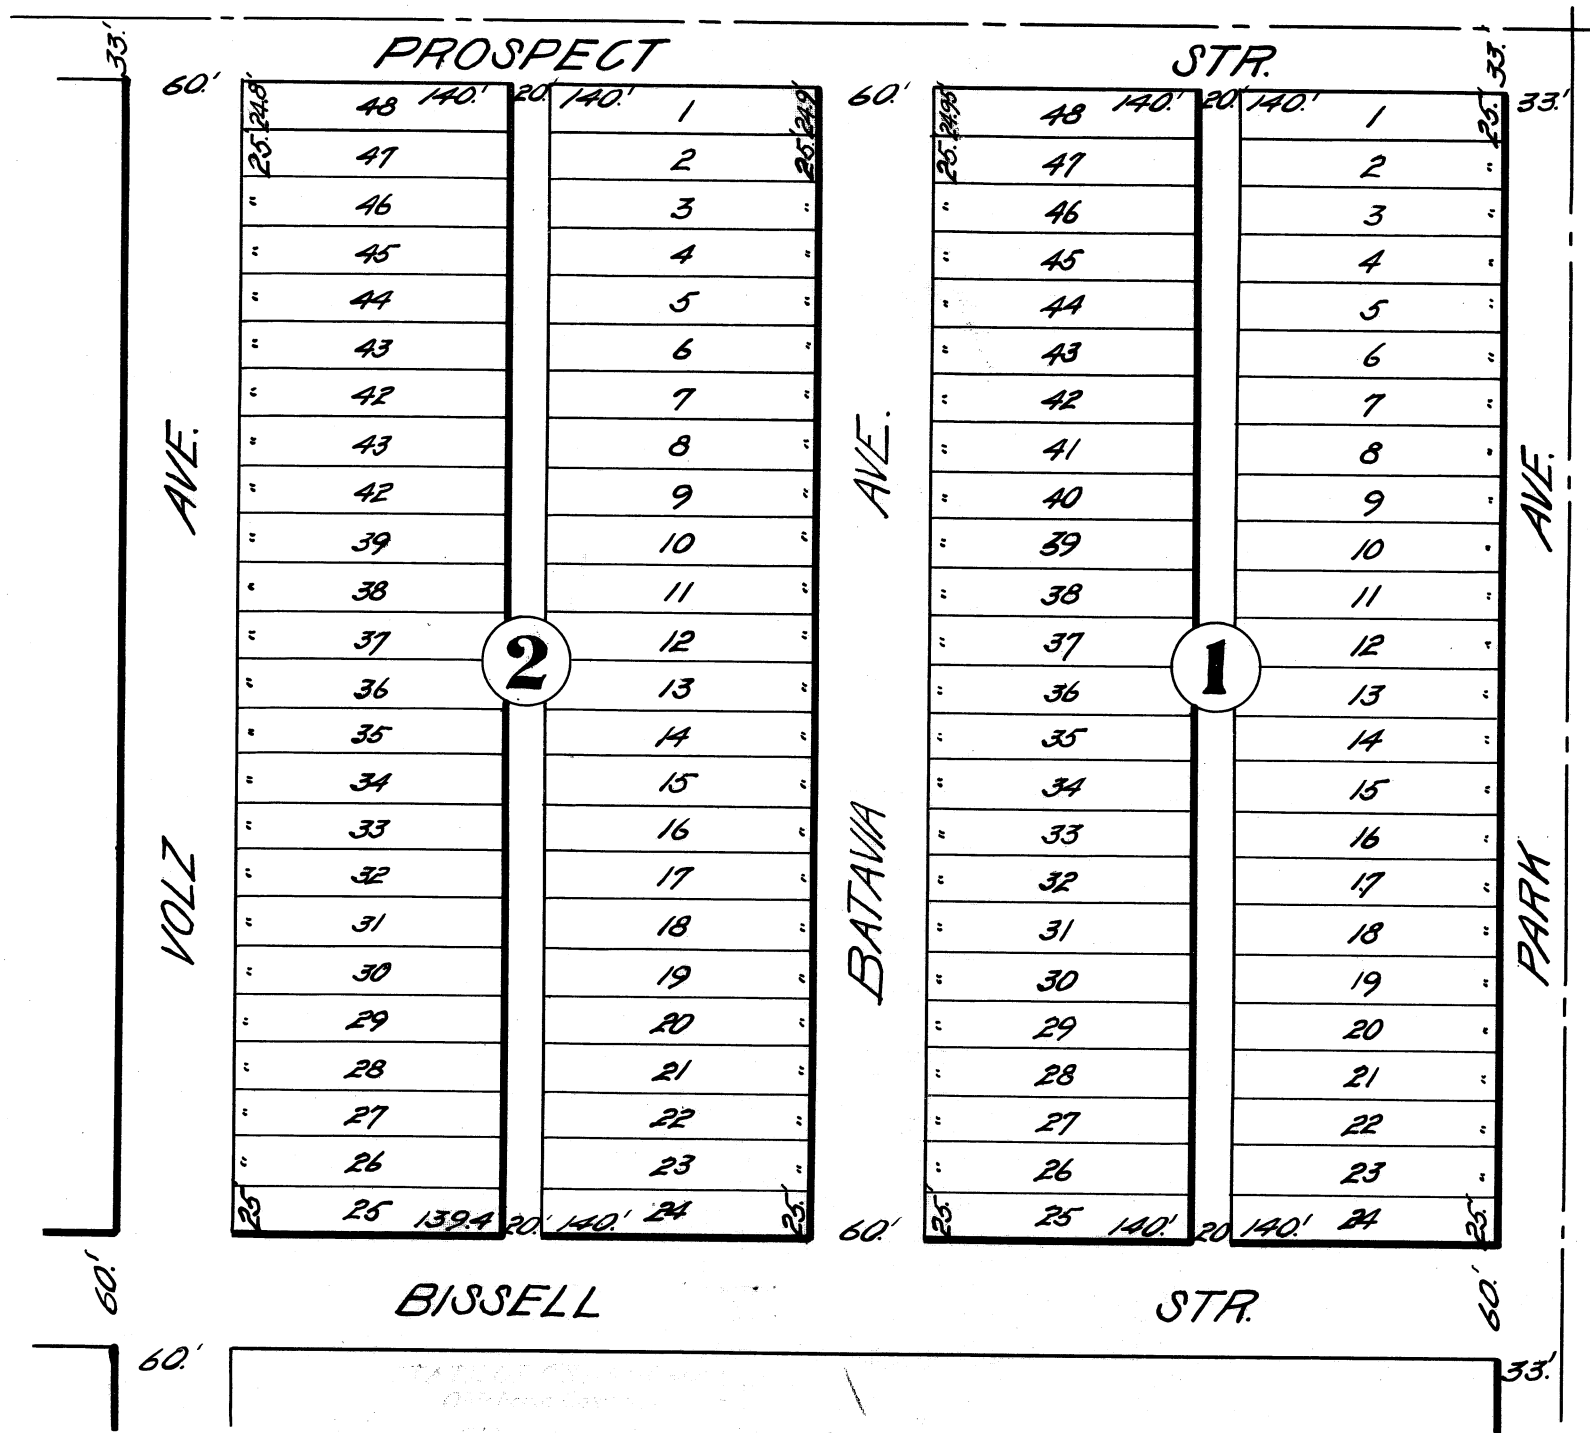 33.'
PROSPECT STR.
33.
60.' 24.8' 48 140.' 20.' 140.' 1 24.9' 60.' 24.95' 48 140.' 20.' 140.' 1 25.' 33.'
25.' 47 2 25.' 25.' 47 2 "
" 46 3 " " 46 3 "
" 45 4 " " 45 4 "
" 44 5 " " 44 5 "
" 43 6 " " 43 6 "
" 42 7 " " 42 7 "
" 43 8 " " 41 8 "
" 42 9 " " 40 9 "
" 39 10 " " 39 10 "
" 38 11 " " 38 11 "
" 37 12 " " 37 12 "
2
1
" 36 13 " " 36 13 "
" 35 14 " " 35 14 "
" 34 15 " " 34 15 "
" 33 16 " " 33 16 "
" 32 17 " " 32 17 "
" 31 18 " " 31 18 "
" 30 19 " " 30 19 "
" 29 20 " " 29 20 "
" 28 21 " " 28 21 "
" 27 22 " " 27 22 "
" 26 23 " " 26 23 "
25' 25 139.4 20.' 140.' 24 25.' 60.' 25.' 25 140.' 20 140.' 24 25.'
VOLZ AVE.
BATAVIA AVE.
PARK AVE.
60.'
BISSELL STR.
60.'
60.'
33.'